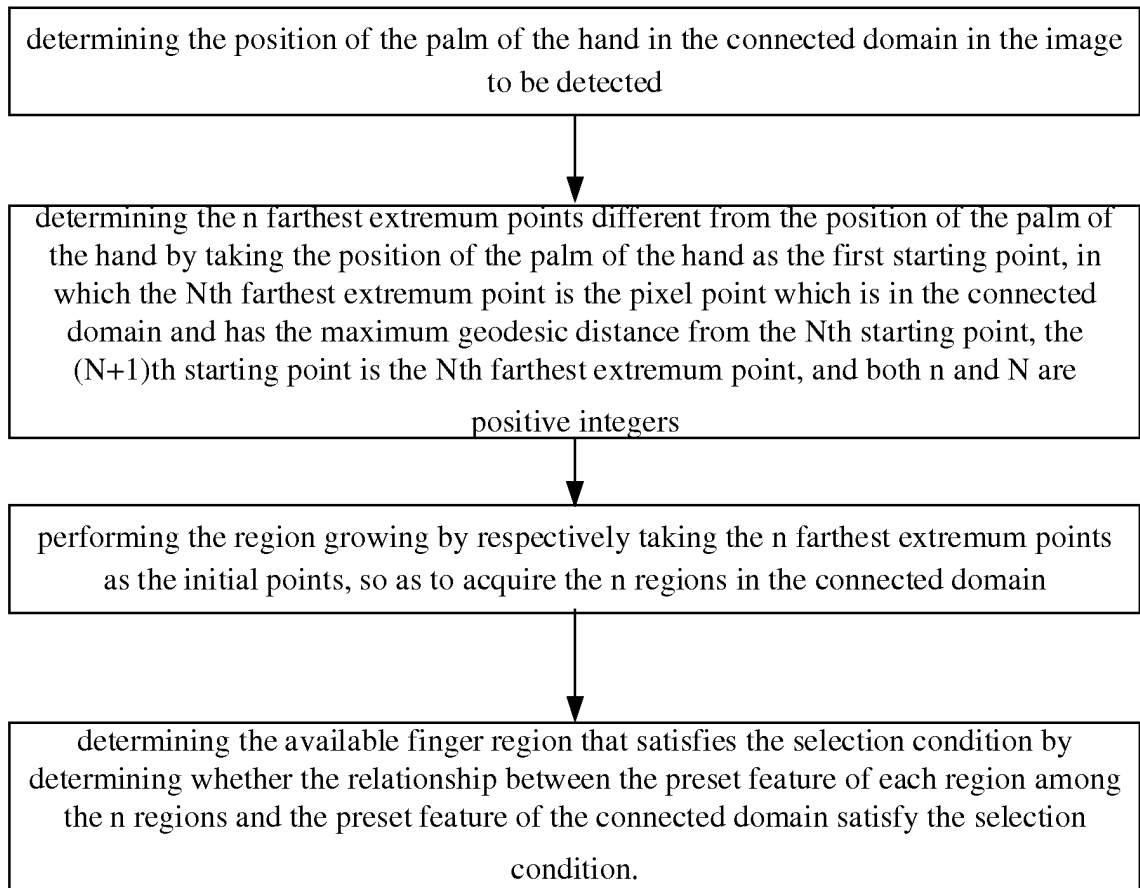 determining the position of the palm of the hand in the connected domain in the image
to be detected
determining the n farthest extremum points different from the position of the palm of
the hand by taking the position of the palm of the hand as the first starting point, in
which the Nth farthest extremum point is the pixel point which is in the connected
domain and has the maximum geodesic distance from the Nth starting point, the
(N+1)th starting point is the Nth farthest extremum point, and both n and N are
positive integers
performing the region growing by respectively taking the n farthest extremum points
as the initial points, so as to acquire the n regions in the connected domain
determining the available finger region that satisfies the selection condition by
determining whether the relationship between the preset feature of each region among
the n regions and the preset feature of the connected domain satisfy the selection
condition.